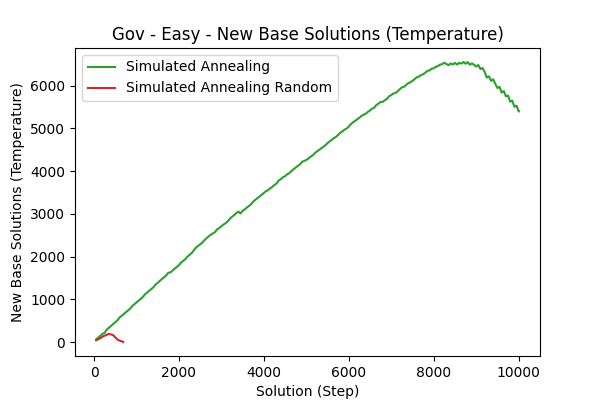 Gov - Easy - New Base Solutions (Temperature)
Simulated Annealing
Simulated Annealing Random
New Base Solutions (Temperature)
6000
5000
4000
3000
2000
1000
0
0 2000 4000 6000 8000 10000
Solution (Step)